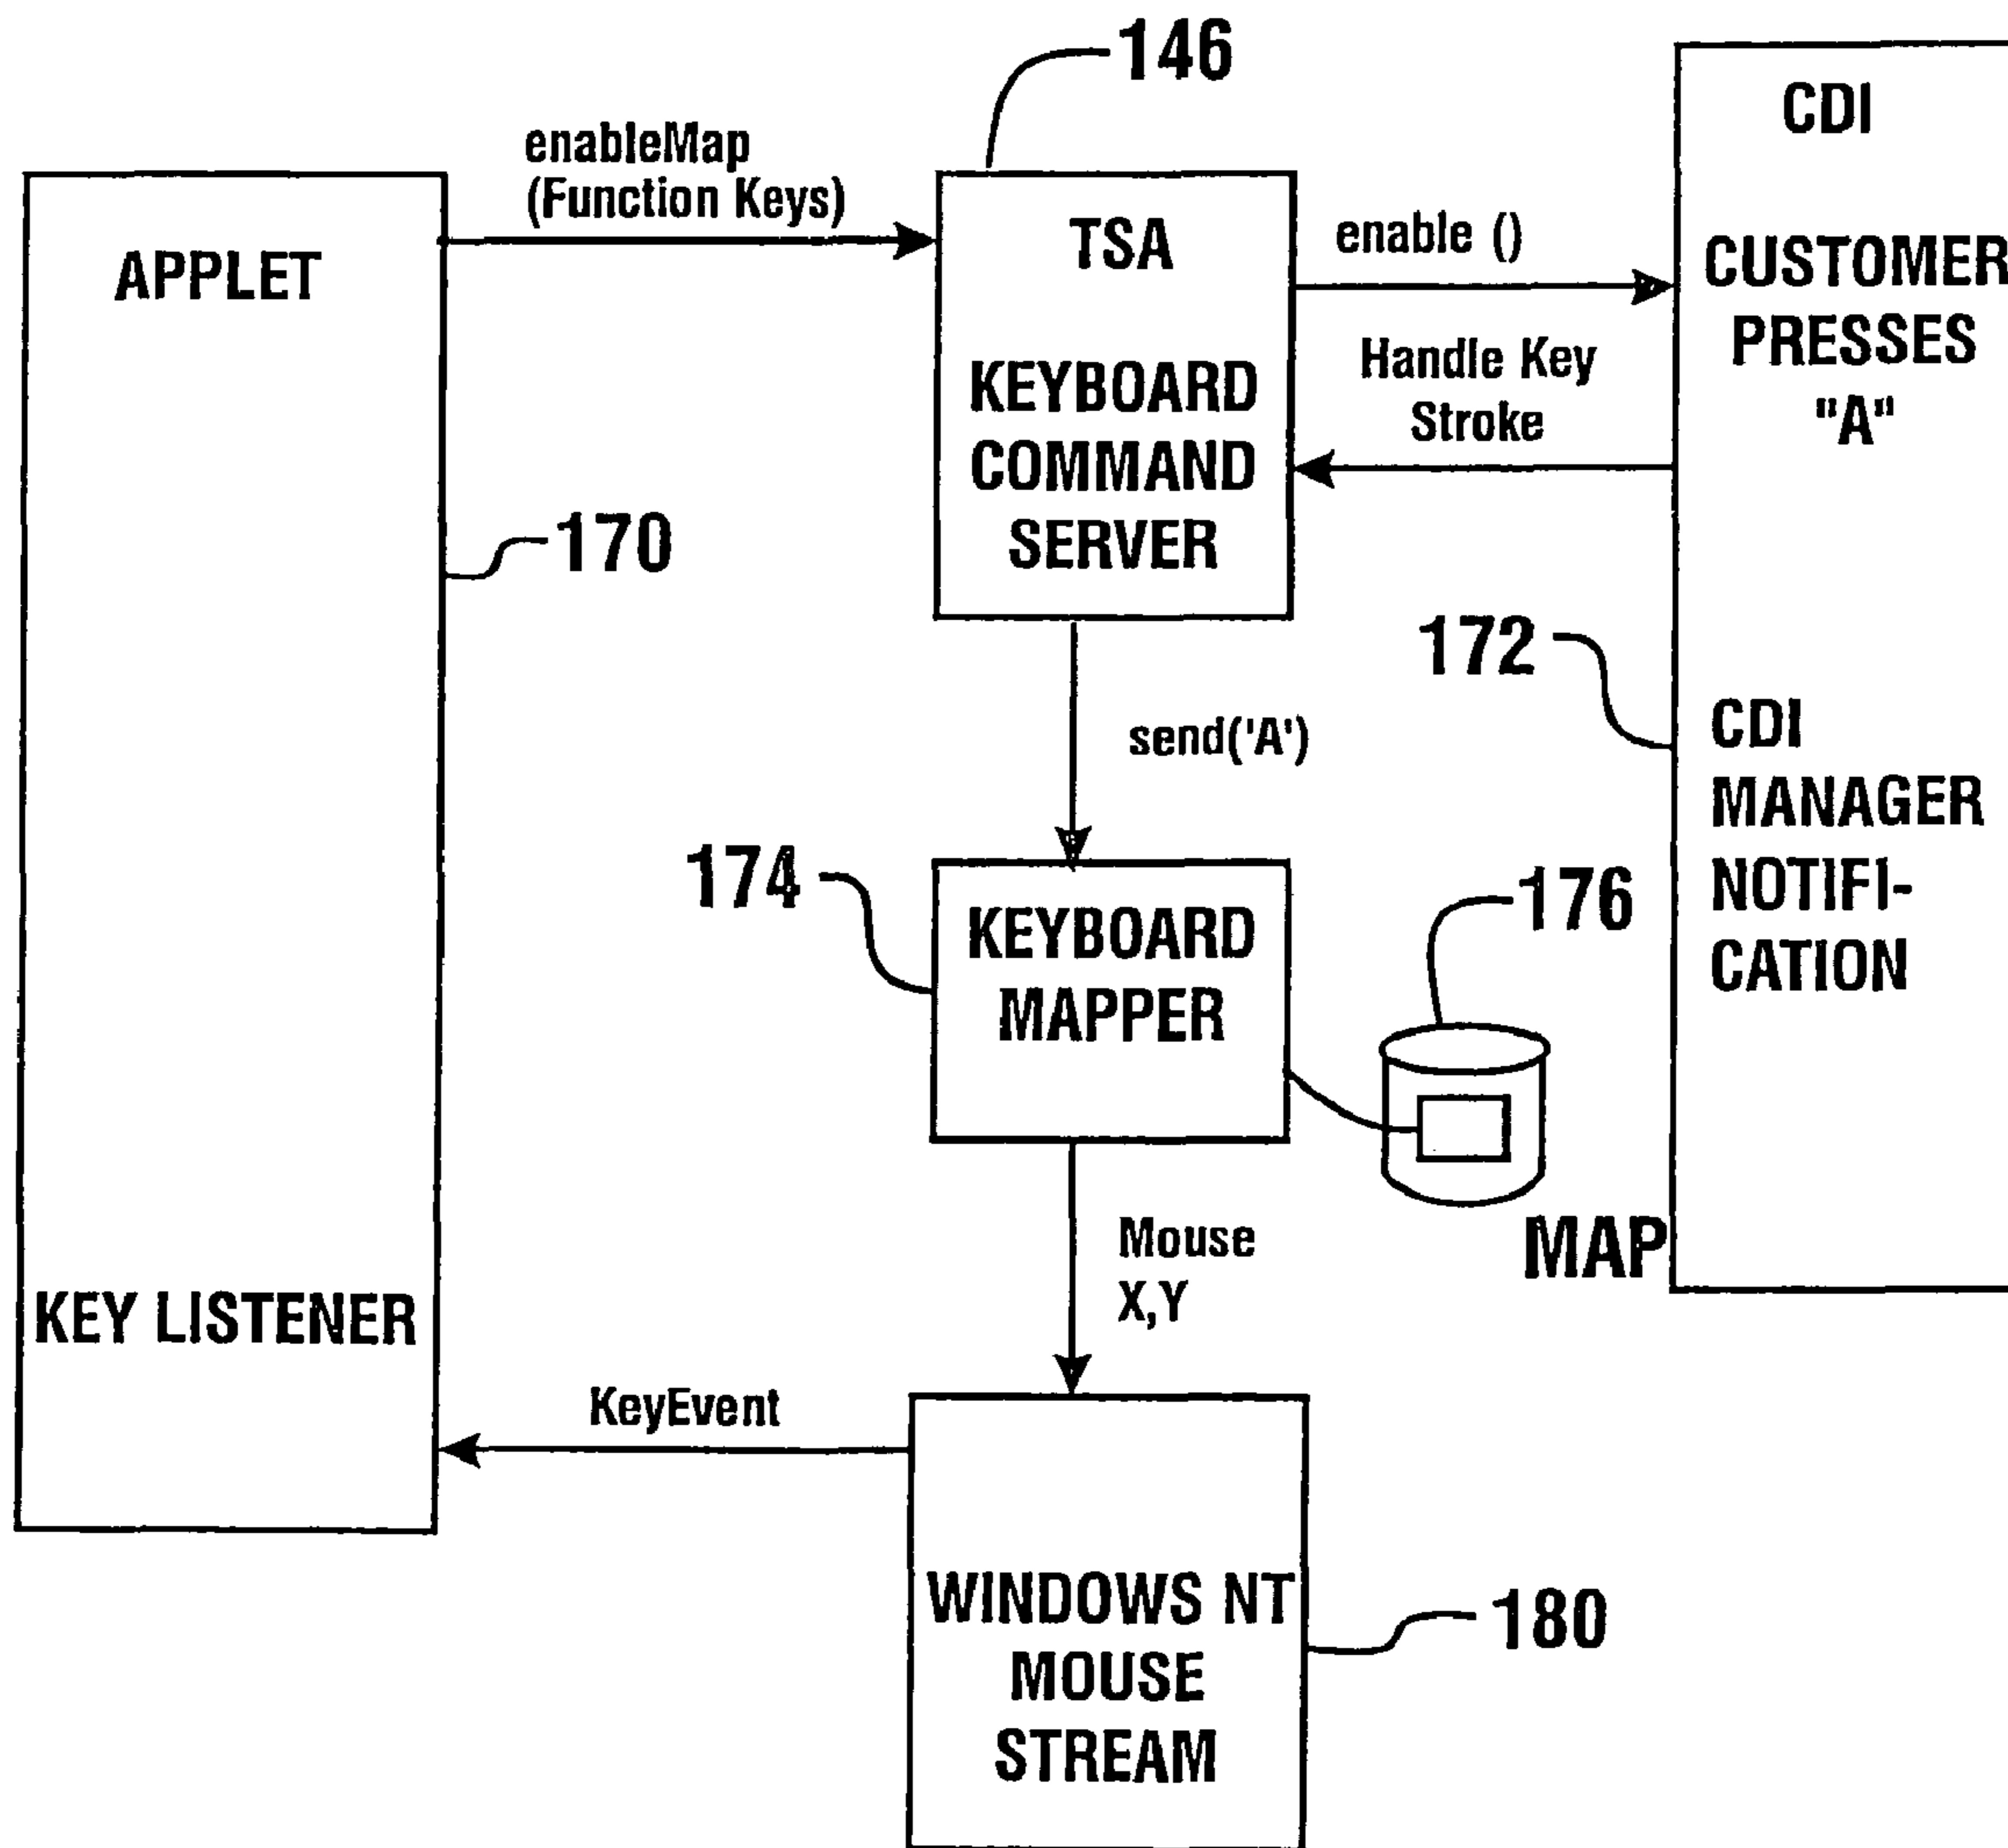 146
enableMap
(Function Keys)
APPLET
170
KEY LISTENER
TSA
KEYBOARD
COMMAND
SERVER
enable ()
Handle Key
Stroke
CDI
CUSTOMER
PRESSES
"A"
172
CDI
MANAGER
NOTIFI-
CATION
send('A')
174
KEYBOARD
MAPPER
176
MAP
Mouse
X,Y
KeyEvent
WINDOWS NT
MOUSE
STREAM
180